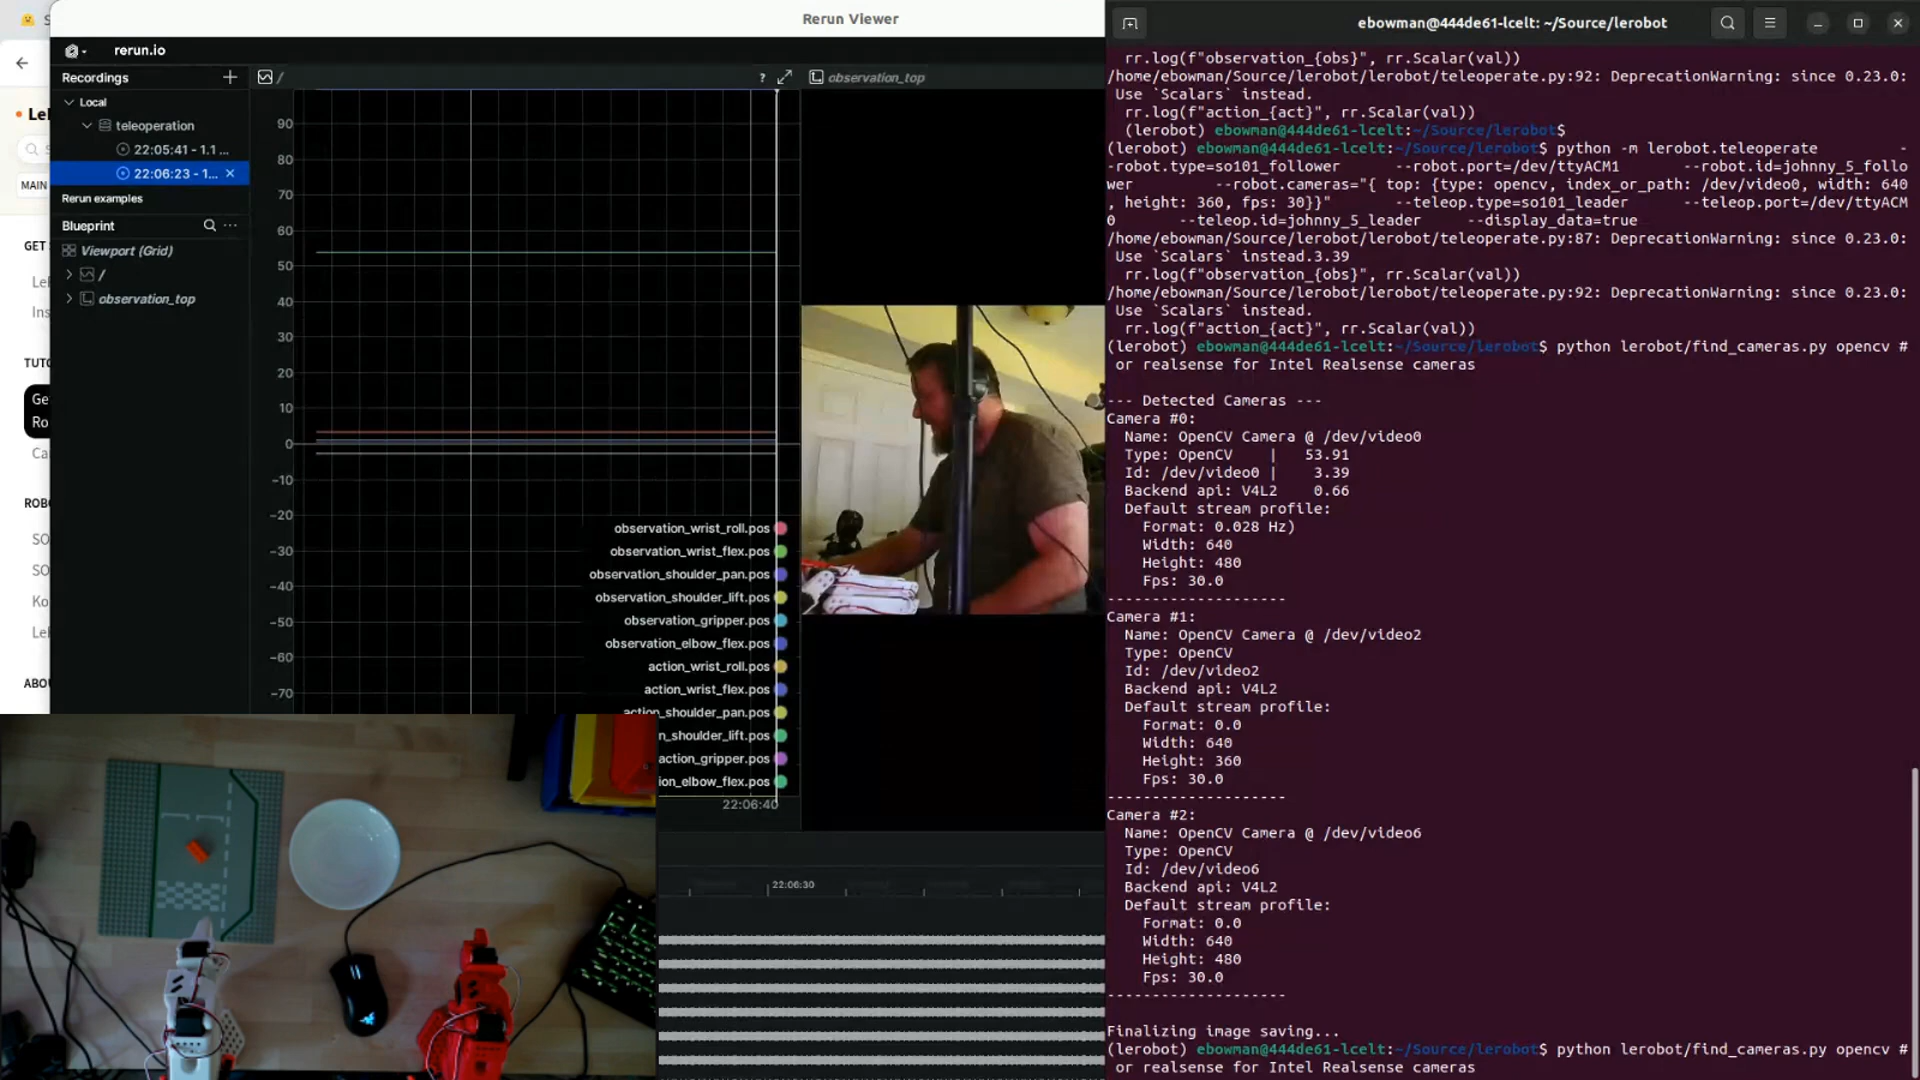 Rerun Viewer
rerun.io
Recordings
Local
teleoperation
22:05:41 - 1.1 ...
22:06:23 - 1...
Rerun examples
Blueprint
Viewport (Grid)
/
observation_top
MAIN
GET
Ins
TUTO
Ge
Ro
Ca
ROBO
SO
SO
Ko
Le
ABO
/
?
observation_top
90
80
70
60
50
40
30
20
10
0
−10
−20
−30
−40
−50
−60
−70
observation_wrist_roll.pos
observation_wrist_flex.pos
observation_shoulder_pan.pos
observation_shoulder_lift.pos
observation_gripper.pos
observation_elbow_flex.pos
action_wrist_roll.pos
action_wrist_flex.pos
action_shoulder_pan.pos
n_shoulder_lift.pos
action_gripper.pos
ion_elbow_flex.pos
22:06:40
22:06:30
ebowman@444de61-lcelt: ~/Source/lerobot
rr.log(f"observation_{obs}", rr.Scalar(val))
/home/ebowman/Source/lerobot/lerobot/teleoperate.py:92: DeprecationWarning: since 0.23.0:
Use `Scalars` instead.
rr.log(f"action_{act}", rr.Scalar(val))
(lerobot) ebowman@444de61-lcelt:~/Source/lerobot$
(lerobot) ebowman@444de61-lcelt:~/Source/lerobot$ python -m lerobot.teleoperate -
-robot.type=so101_follower --robot.port=/dev/ttyACM1 --robot.id=johnny_5_follo
wer --robot.cameras="{ top: {type: opencv, index_or_path: /dev/video0, width: 640
, height: 360, fps: 30}}" --teleop.type=so101_leader --teleop.port=/dev/ttyACM
0 --teleop.id=johnny_5_leader --display_data=true
/home/ebowman/Source/lerobot/lerobot/teleoperate.py:87: DeprecationWarning: since 0.23.0:
Use `Scalars` instead.3.39
rr.log(f"observation_{obs}", rr.Scalar(val))
/home/ebowman/Source/lerobot/lerobot/teleoperate.py:92: DeprecationWarning: since 0.23.0:
Use `Scalars` instead.
rr.log(f"action_{act}", rr.Scalar(val))
(lerobot) ebowman@444de61-lcelt:~/Source/lerobot$ python lerobot/find_cameras.py opencv #
or realsense for Intel Realsense cameras
--- Detected Cameras ---
Camera #0:
Name: OpenCV Camera @ /dev/video0
Type: OpenCV | 53.91
Id: /dev/video0 | 3.39
Backend api: V4L2 0.66
Default stream profile:
Format: 0.028 Hz)
Width: 640
Height: 480
Fps: 30.0
--------------------
Camera #1:
Name: OpenCV Camera @ /dev/video2
Type: OpenCV
Id: /dev/video2
Backend api: V4L2
Default stream profile:
Format: 0.0
Width: 640
Height: 360
Fps: 30.0
--------------------
Camera #2:
Name: OpenCV Camera @ /dev/video6
Type: OpenCV
Id: /dev/video6
Backend api: V4L2
Default stream profile:
Format: 0.0
Width: 640
Height: 480
Fps: 30.0
--------------------
Finalizing image saving...
(lerobot) ebowman@444de61-lcelt:~/Source/lerobot$ python lerobot/find_cameras.py opencv #
or realsense for Intel Realsense cameras